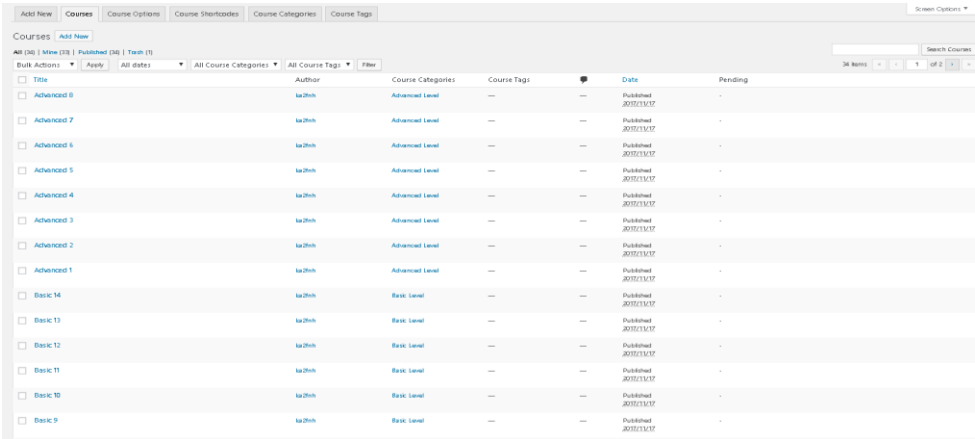 Add New Courses Course Options Course Shortcodes Course Categories Course Tags Screen Options ▼
Courses Add New
All (34) | Mine (33) | Published (34) | Trash (1) Search Courses
Bulk Actions ▼ Apply All dates ▼ All Course Categories ▼ All Course Tags ▼ Filter 34 items « ‹ 1 of 2 › »
Title Author Course Categories Course Tags Date Pending
Advanced 8 Advanced Level — — Published -
2017/11/17
Advanced 7 Advanced Level — — Published -
2017/11/17
Advanced 6 Advanced Level — — Published -
2017/11/17
Advanced 5 Advanced Level — — Published -
2017/11/17
Advanced 4 Advanced Level — — Published -
2017/11/17
Advanced 3 Advanced Level — — Published -
2017/11/17
Advanced 2 Advanced Level — — Published -
2017/11/17
Advanced 1 Advanced Level — — Published -
2017/11/17
Basic 14 Basic Level — — Published -
2017/11/17
Basic 13 Basic Level — — Published -
2017/11/17
Basic 12 Basic Level — — Published -
2017/11/17
Basic 11 Basic Level — — Published -
2017/11/17
Basic 10 Basic Level — — Published -
2017/11/17
Basic 9 Basic Level — — Published -
2017/11/17